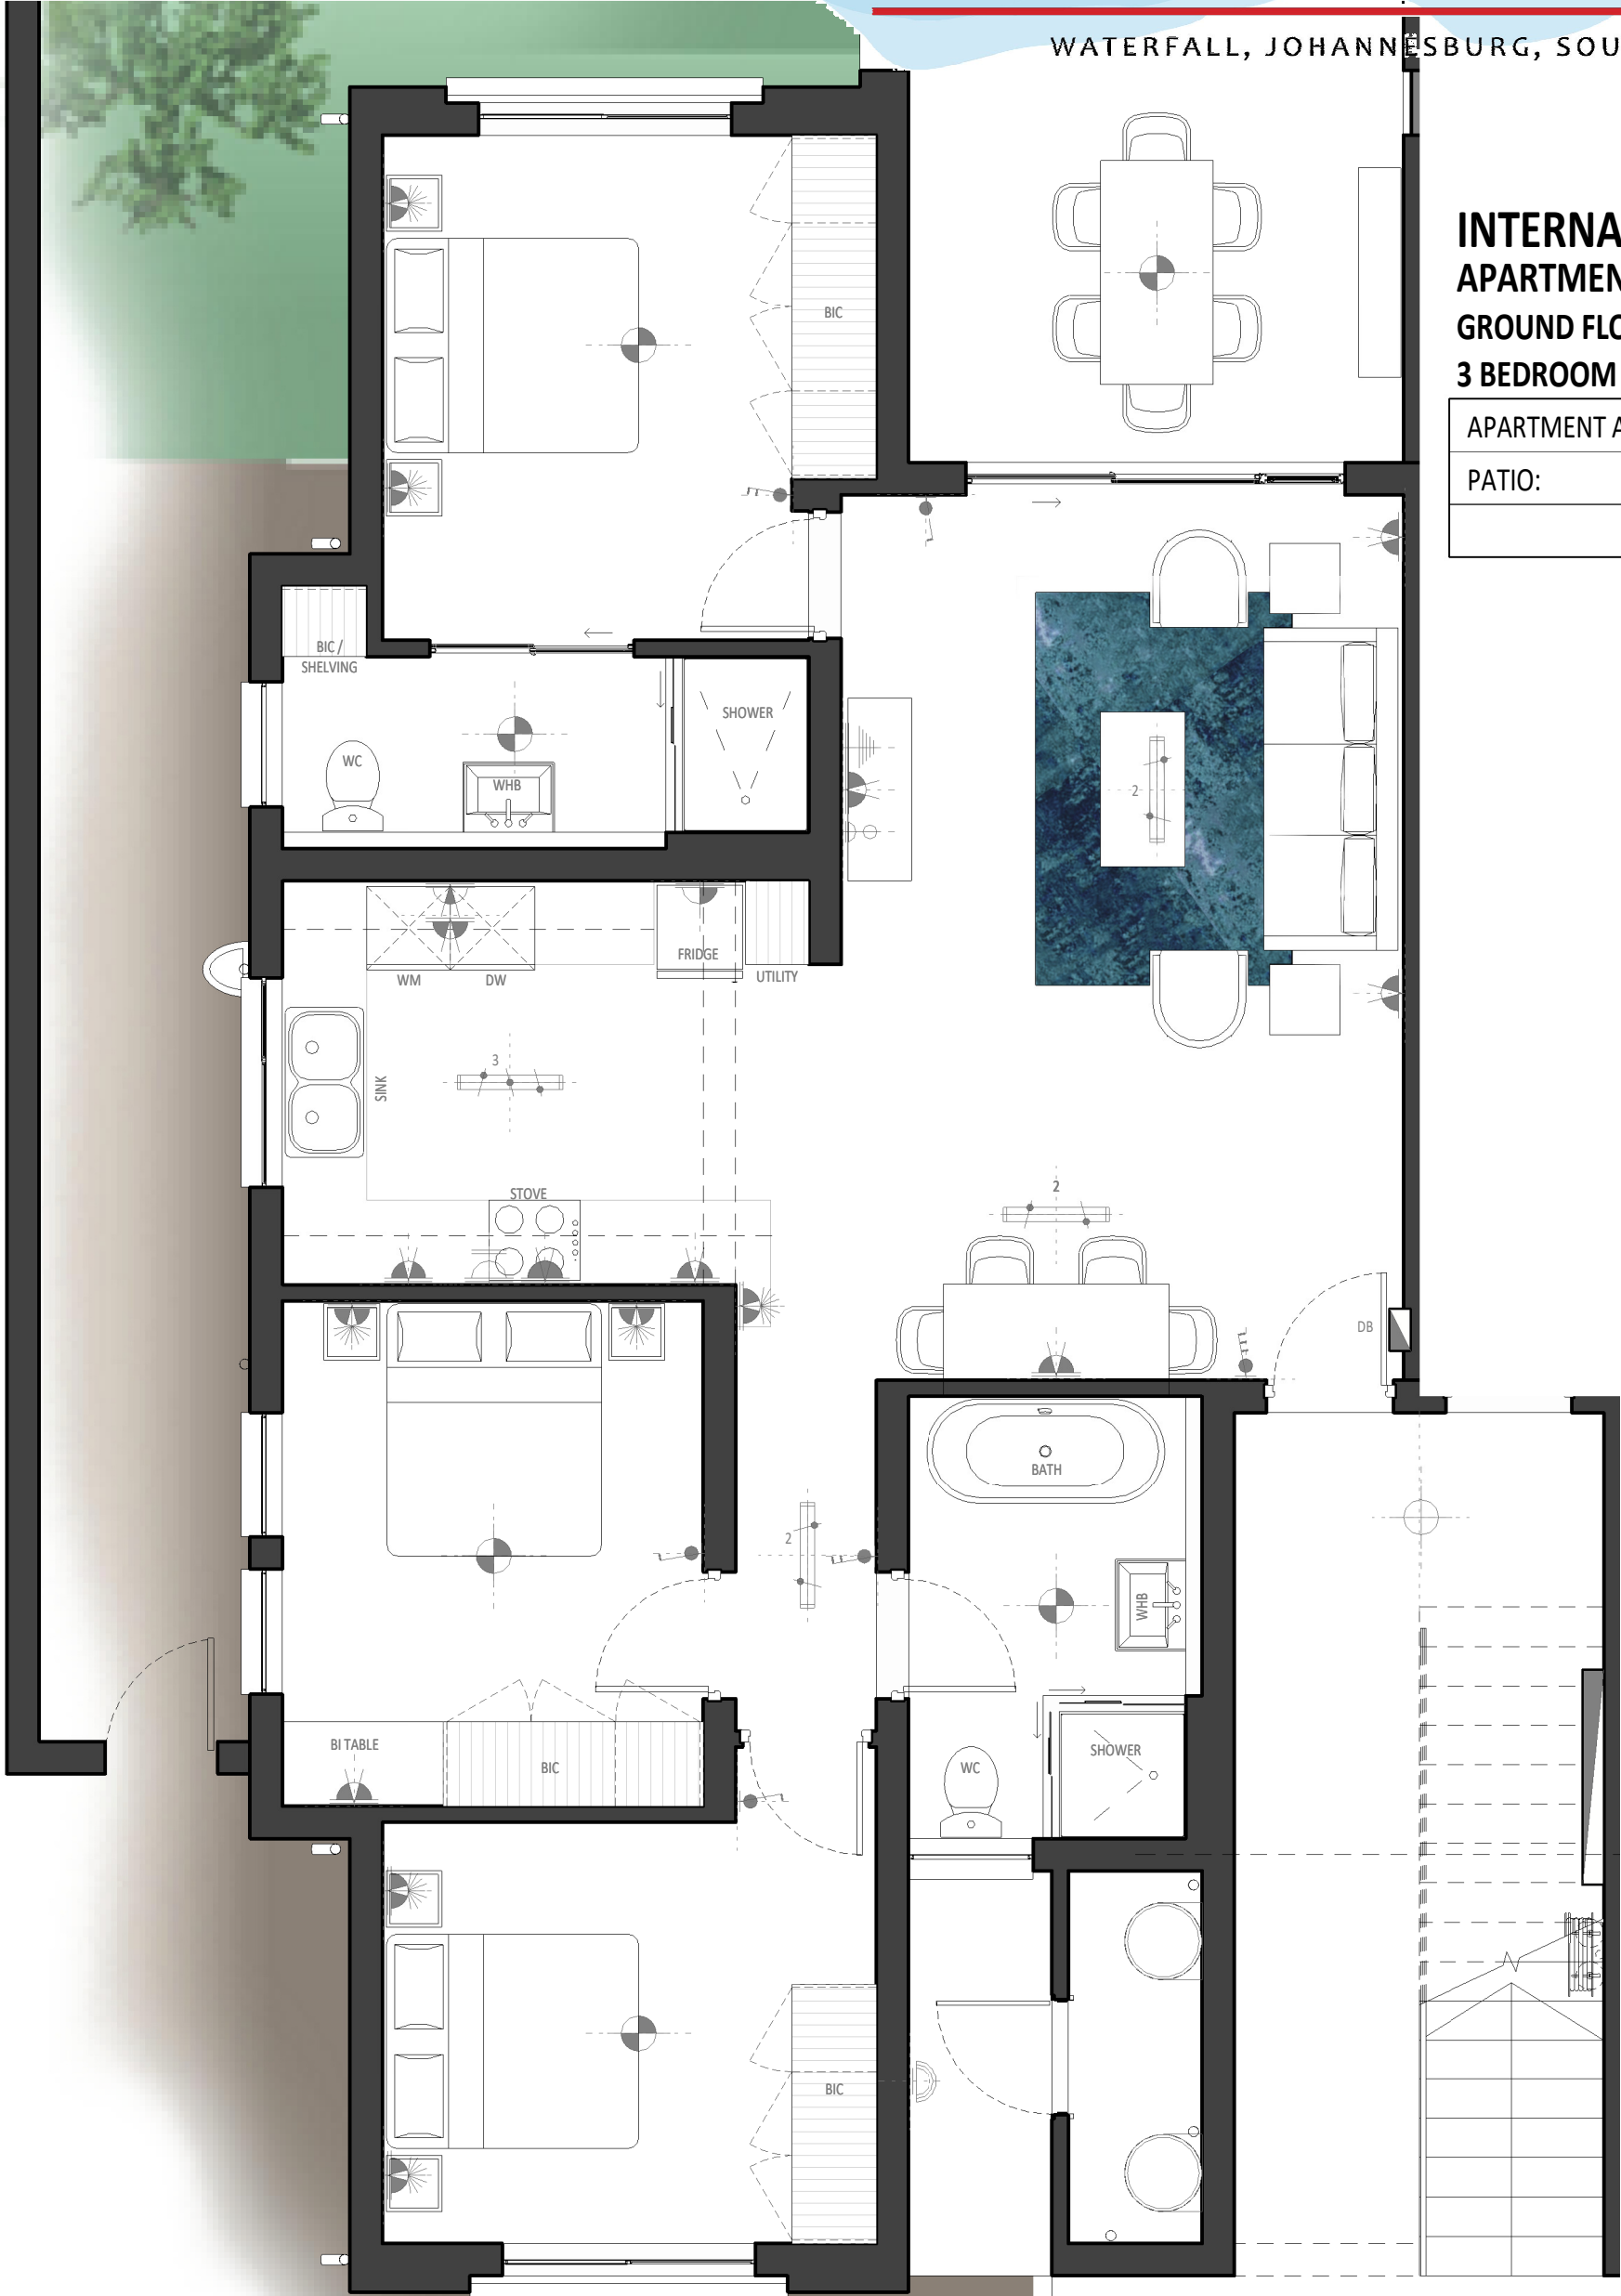 WATERFALL, JOHANNESBURG, SOU
INTERNA
APARTMEN
GROUND FLO
3 BEDROOM
APARTMENT A
PATIO:
BIC
BIC /
SHELVING
SHOWER
WC
WHB
2
FRIDGE
WM
DW
UTILITY
3
SINK
STOVE
2
DB
BATH
2
WHB
BI TABLE
BIC
WC
SHOWER
BIC